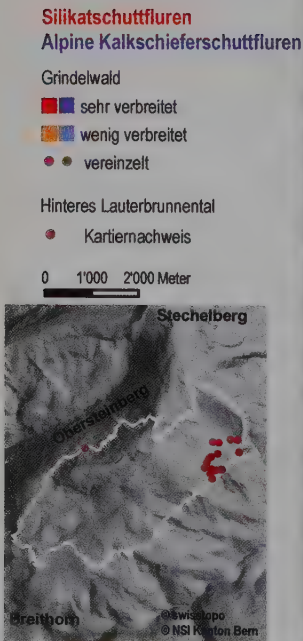 Silikatschuttfluren
Alpine Kalkschieferschuttfluren
Grindelwald
sehr verbreitet
wenig verbreitet
vereinzelt
Hinteres Lauterbrunnental
Kartiernachweis
0 1'000 2'000 Meter
Stechelberg
Obersteinberg
Breithorn
© swisstopo
© NSI Kanton Bern